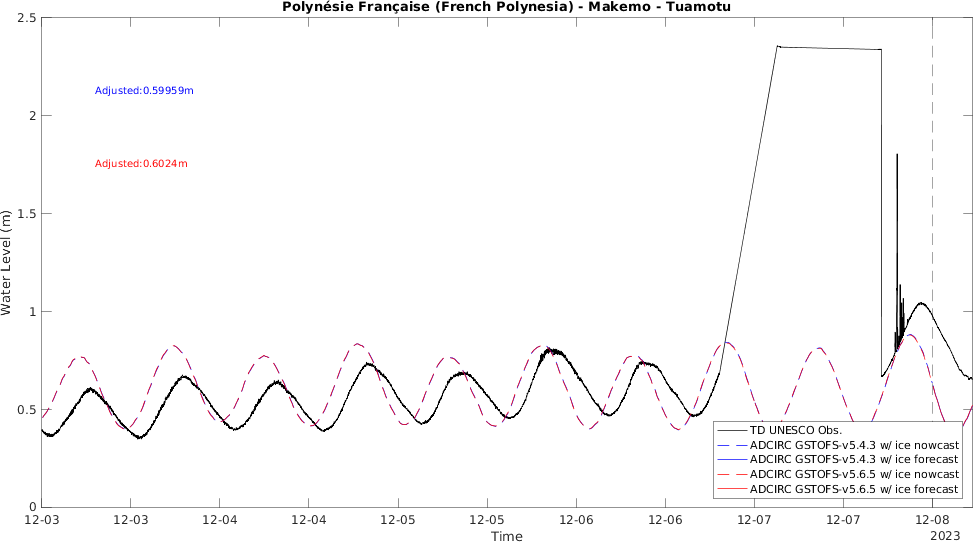 Polynésie Française (French Polynesia) - Makemo - Tuamotu
2.5
2
1.5
1
0.5
0
Water Level (m)
Adjusted:0.59959m
Adjusted:0.6024m
TD UNESCO Obs.
ADCIRC GSTOFS-v5.4.3 w/ ice nowcast
ADCIRC GSTOFS-v5.4.3 w/ ice forecast
ADCIRC GSTOFS-v5.6.5 w/ ice nowcast
ADCIRC GSTOFS-v5.6.5 w/ ice forecast
12-03 12-03 12-04 12-04 12-05 12-05 12-06 12-06 12-07 12-07 12-08
Time
2023